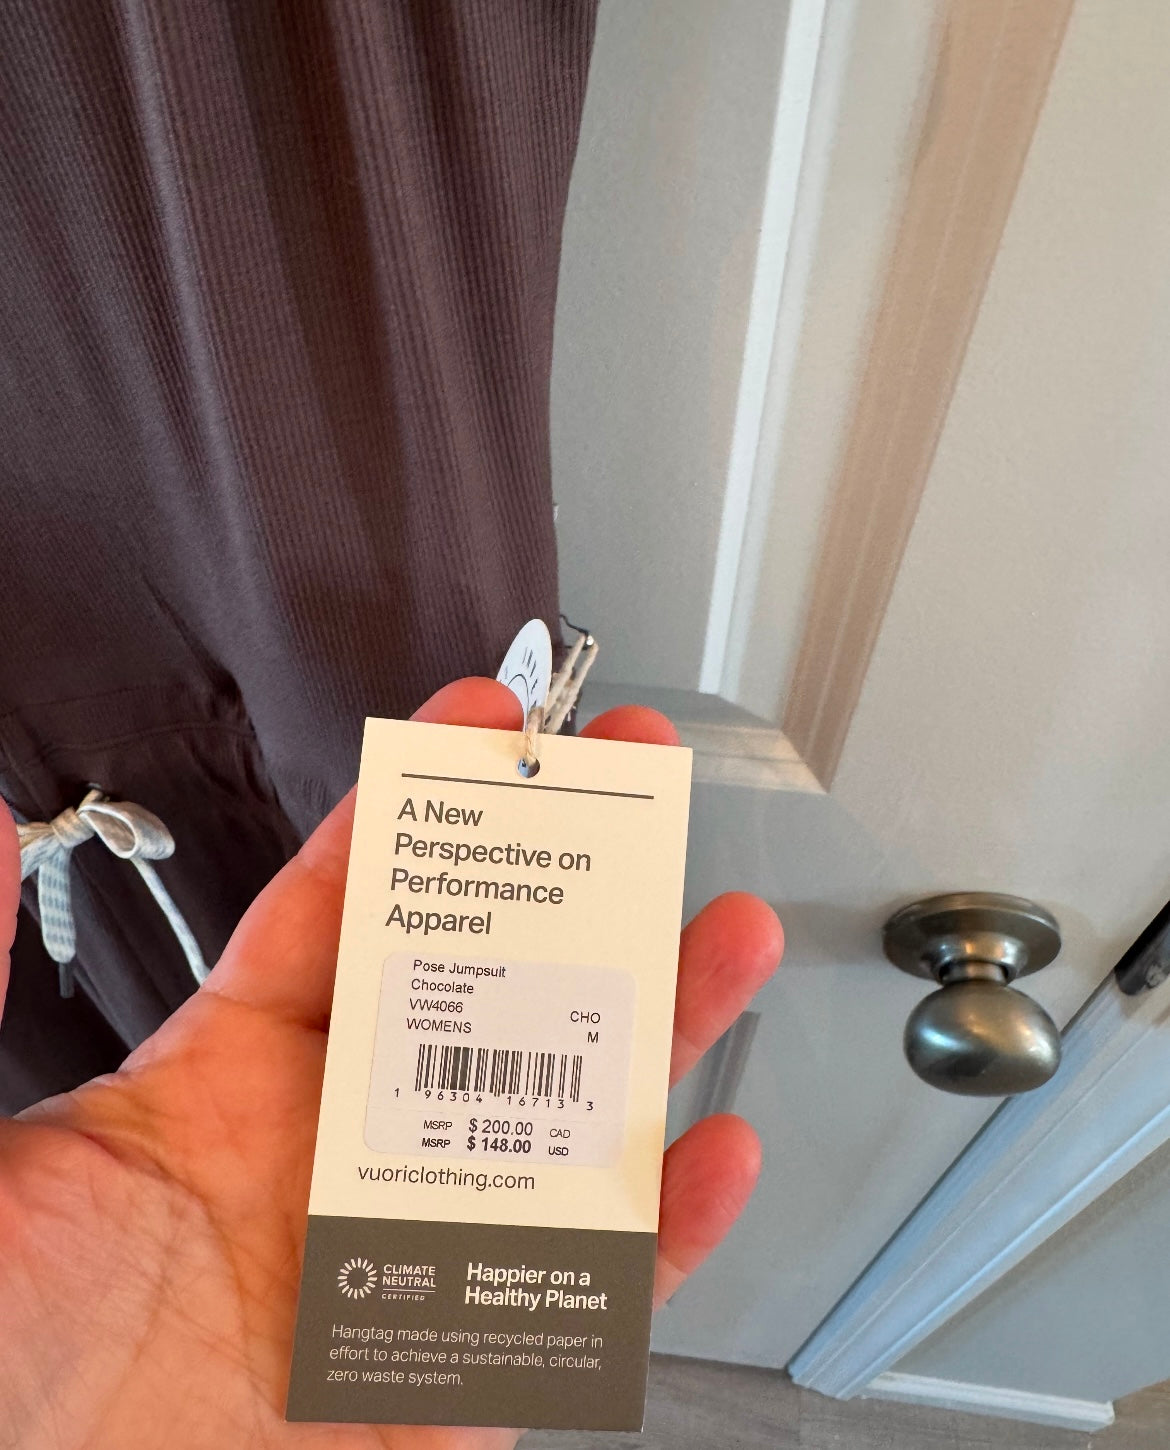 A New
Perspective on
Performance
Apparel
Pose Jumpsuit
Chocolate
VW4066
CHO
WOMENS
M
1 96304 16713 3
MSRP $ 200.00 CAD
MSRP $ 148.00 USD
vuoriclothing.com
CLIMATE
NEUTRAL
CERTIFIED
Happier on a
Healthy Planet
Hangtag made using recycled paper in
effort to achieve a sustainable, circular,
zero waste system.